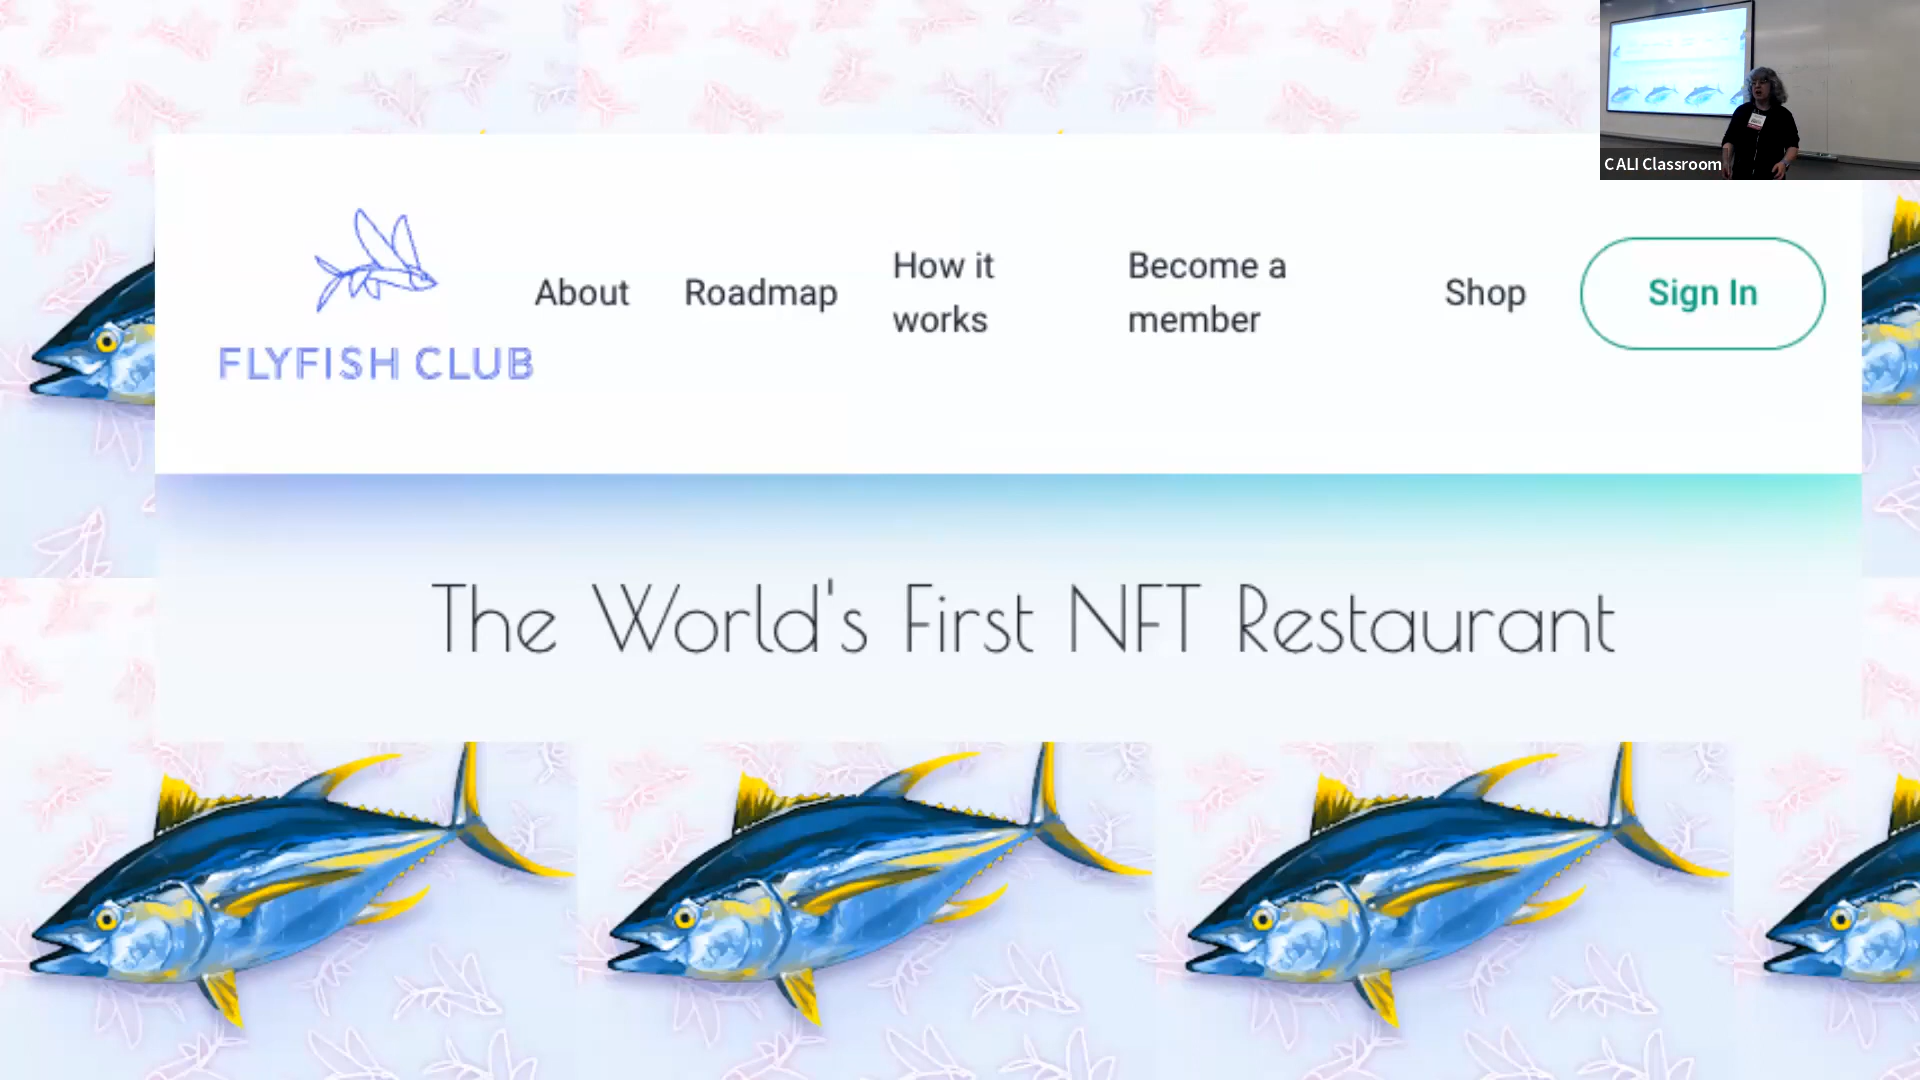 CALI Classroom
FLYFISH CLUB
About
Roadmap
How it
works
Become a
member
Shop
Sign In
The World's First NFT Restaurant